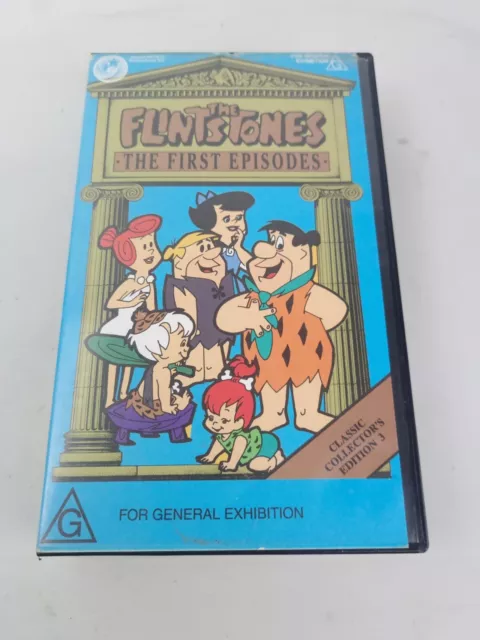 THE
FLINTSTONES
• THE FIRST EPISODES •
CLASSIC
COLLECTOR'S
EDITION 3
G
FOR GENERAL EXHIBITION